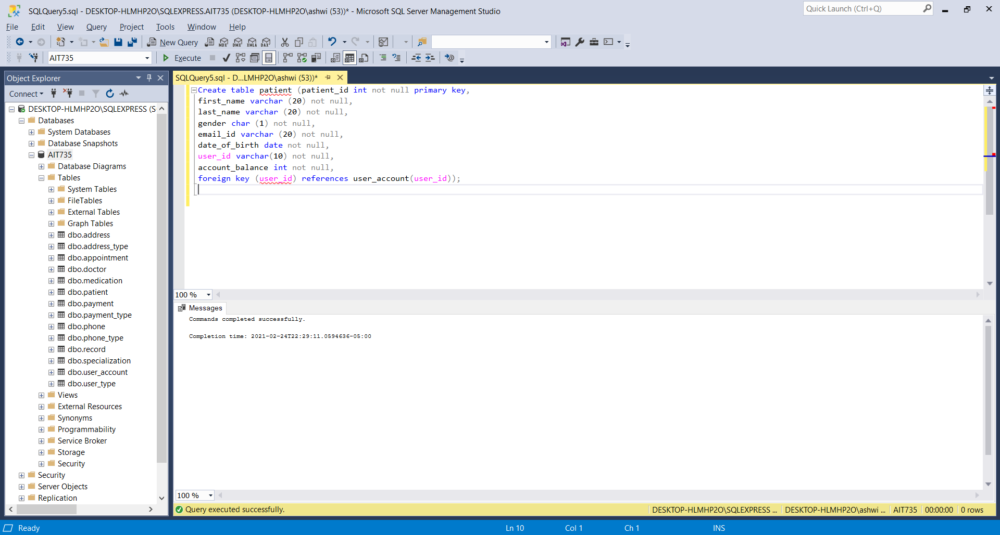 SQLQuery5.sql - DESKTOP-HLMHP2O\SQLEXPRESS.AIT735 (DESKTOP-HLMHP2O\ashwi (53))* - Microsoft SQL Server Management Studio
Quick Launch (Ctrl+Q)
File Edit View Query Project Tools Window Help
New Query MDX DMX XMLA DAX
AIT735 Execute
Object Explorer
Connect
DESKTOP-HLMHP2O\SQLEXPRESS (S
Databases
System Databases
Database Snapshots
AIT735
Database Diagrams
Tables
System Tables
FileTables
External Tables
Graph Tables
dbo.address
dbo.address_type
dbo.appointment
dbo.doctor
dbo.medication
dbo.patient
dbo.payment
dbo.payment_type
dbo.phone
dbo.phone_type
dbo.record
dbo.specialization
dbo.user_account
dbo.user_type
Views
External Resources
Synonyms
Programmability
Service Broker
Storage
Security
Security
Server Objects
Replication
SQLQuery5.sql - D...LMHP2O\ashwi (53))*
Create table patient (patient_id int not null primary key,
first_name varchar (20) not null,
last_name varchar (20) not null,
gender char (1) not null,
email_id varchar (20) not null,
date_of_birth date not null,
user_id varchar(10) not null,
account_balance int not null,
foreign key (user_id) references user_account(user_id));
100 %
Messages
Commands completed successfully.
Completion time: 2021-02-24T22:29:11.0594636-05:00
100 %
Query executed successfully. DESKTOP-HLMHP2O\SQLEXPRESS ... DESKTOP-HLMHP2O\ashwi ... AIT735 00:00:00 0 rows
Ready Ln 10 Col 1 Ch 1 INS